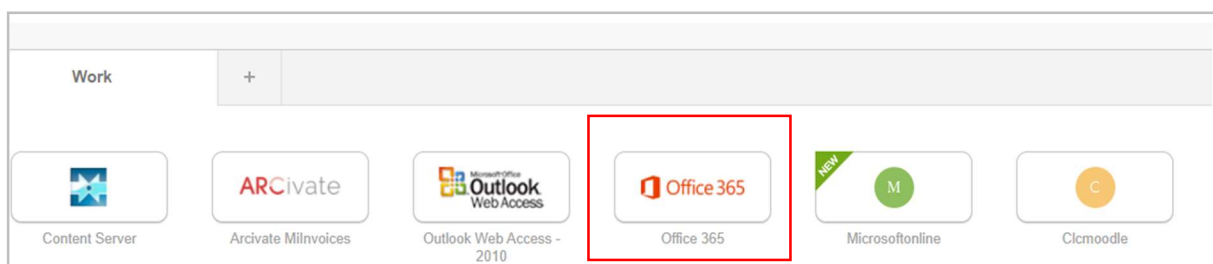 Work +
ARCivate
Microsoft Office
Outlook
Web Access
Office 365
NEW
M
C
Content Server
Arcivate MiInvoices
Outlook Web Access -
2010
Office 365
Microsoftonline
Clcmoodle